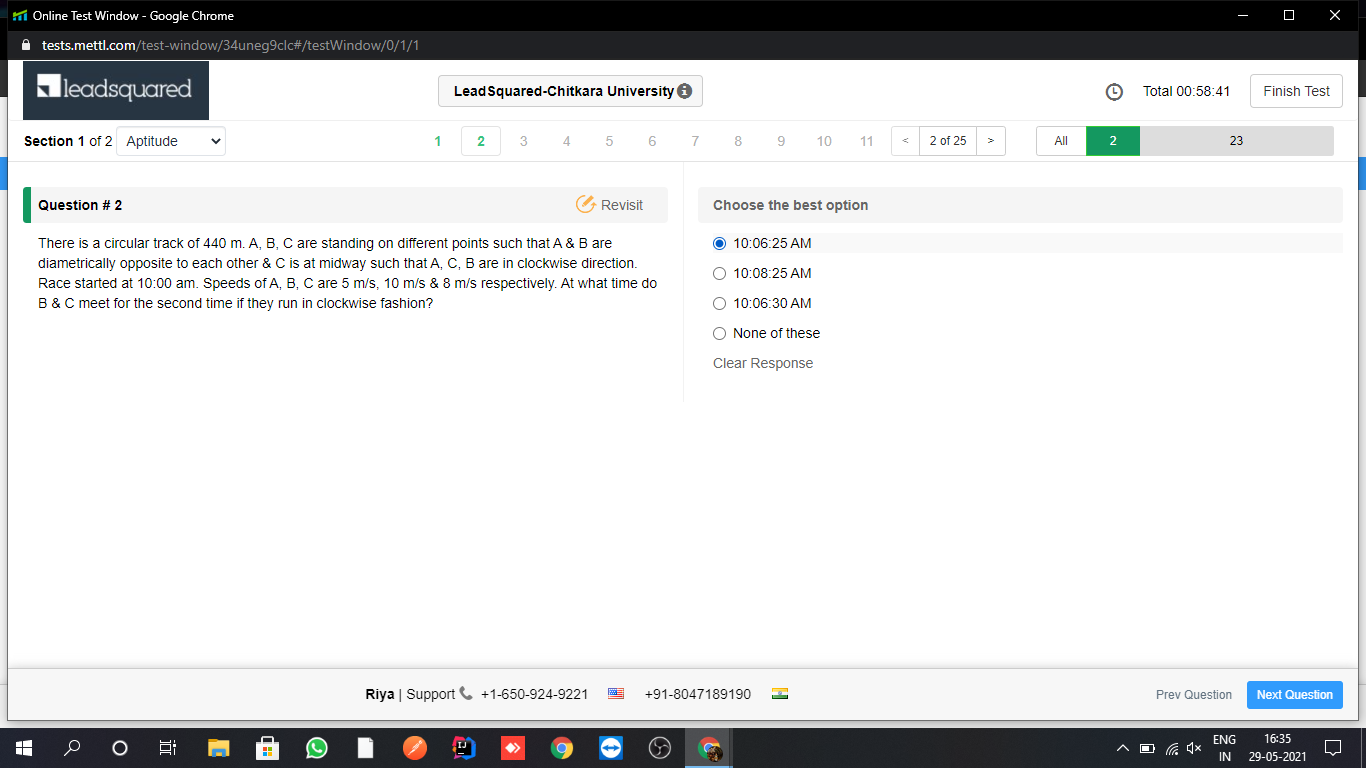 Online Test Window - Google Chrome
tests.mettl.com/test-window/34uneg9clc#/testWindow/0/1/1
leadsquared
LeadSquared-Chitkara University
Total 00:58:41
Finish Test
Section 1 of 2 Aptitude
1 2 3 4 5 6 7 8 9 10 11 < 2 of 25 > All 2 23
Question # 2
Revisit
There is a circular track of 440 m. A, B, C are standing on different points such that A & B are
diametrically opposite to each other & C is at midway such that A, C, B are in clockwise direction.
Race started at 10:00 am. Speeds of A, B, C are 5 m/s, 10 m/s & 8 m/s respectively. At what time do
B & C meet for the second time if they run in clockwise fashion?
Choose the best option
10:06:25 AM
10:08:25 AM
10:06:30 AM
None of these
Clear Response
Riya | Support +1-650-924-9221 +91-8047189190
Prev Question
Next Question
ENG
IN
16:35
29-05-2021